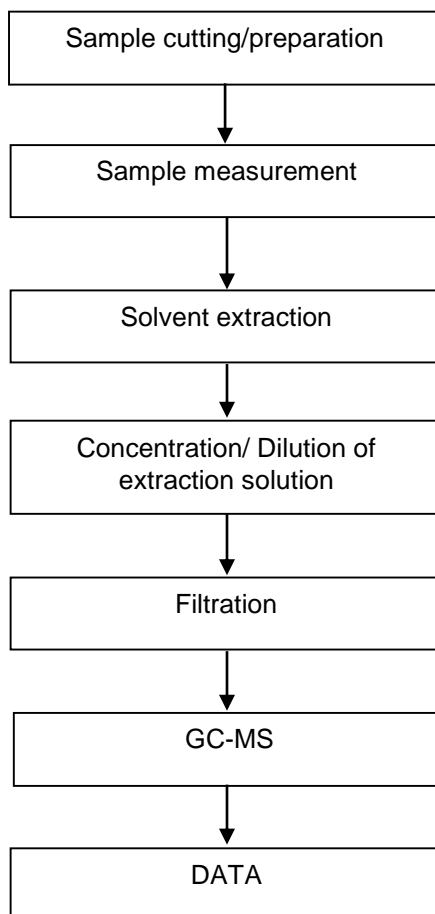 Sample cutting/preparation
Sample measurement
Solvent extraction
Concentration/ Dilution of
extraction solution
Filtration
GC-MS
DATA